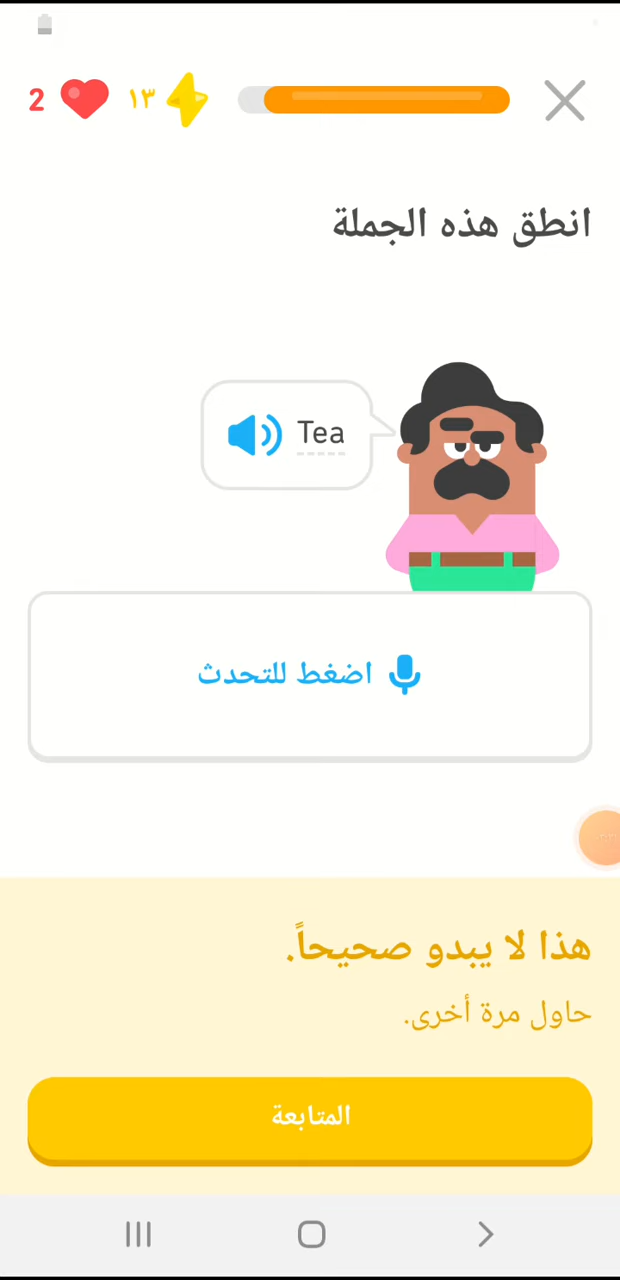 2
١٣
انطق هذه الجملة
Tea
اضغط للتحدث
هذا لا يبدو صحيحاً.
حاول مرة أخرى.
المتابعة